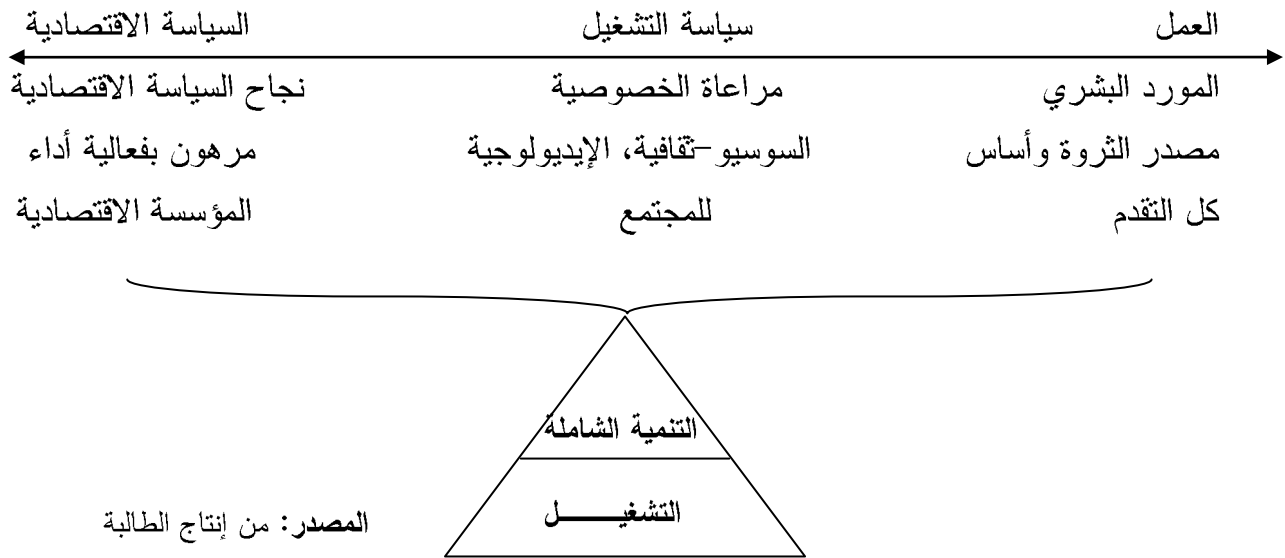 العمل سياسة التشغيل السياسة الاقتصادية
المورد البشري مراعاة الخصوصية نجاح السياسة الاقتصادية
مصدر الثروة وأساس السوسيو-ثقافية، الإيديولوجية مرهون بفعالية أداء
كل التقدم للمجتمع المؤسسة الاقتصادية
التنمية الشاملة
التشغيـــــــل
المصدر: من إنتاج الطالبة